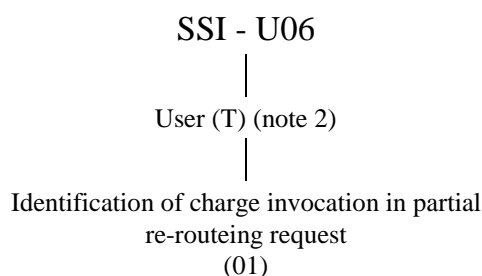 SSI - U06
User (T) (note 2)
Identification of charge invocation in partial
re-routeing request
(01)